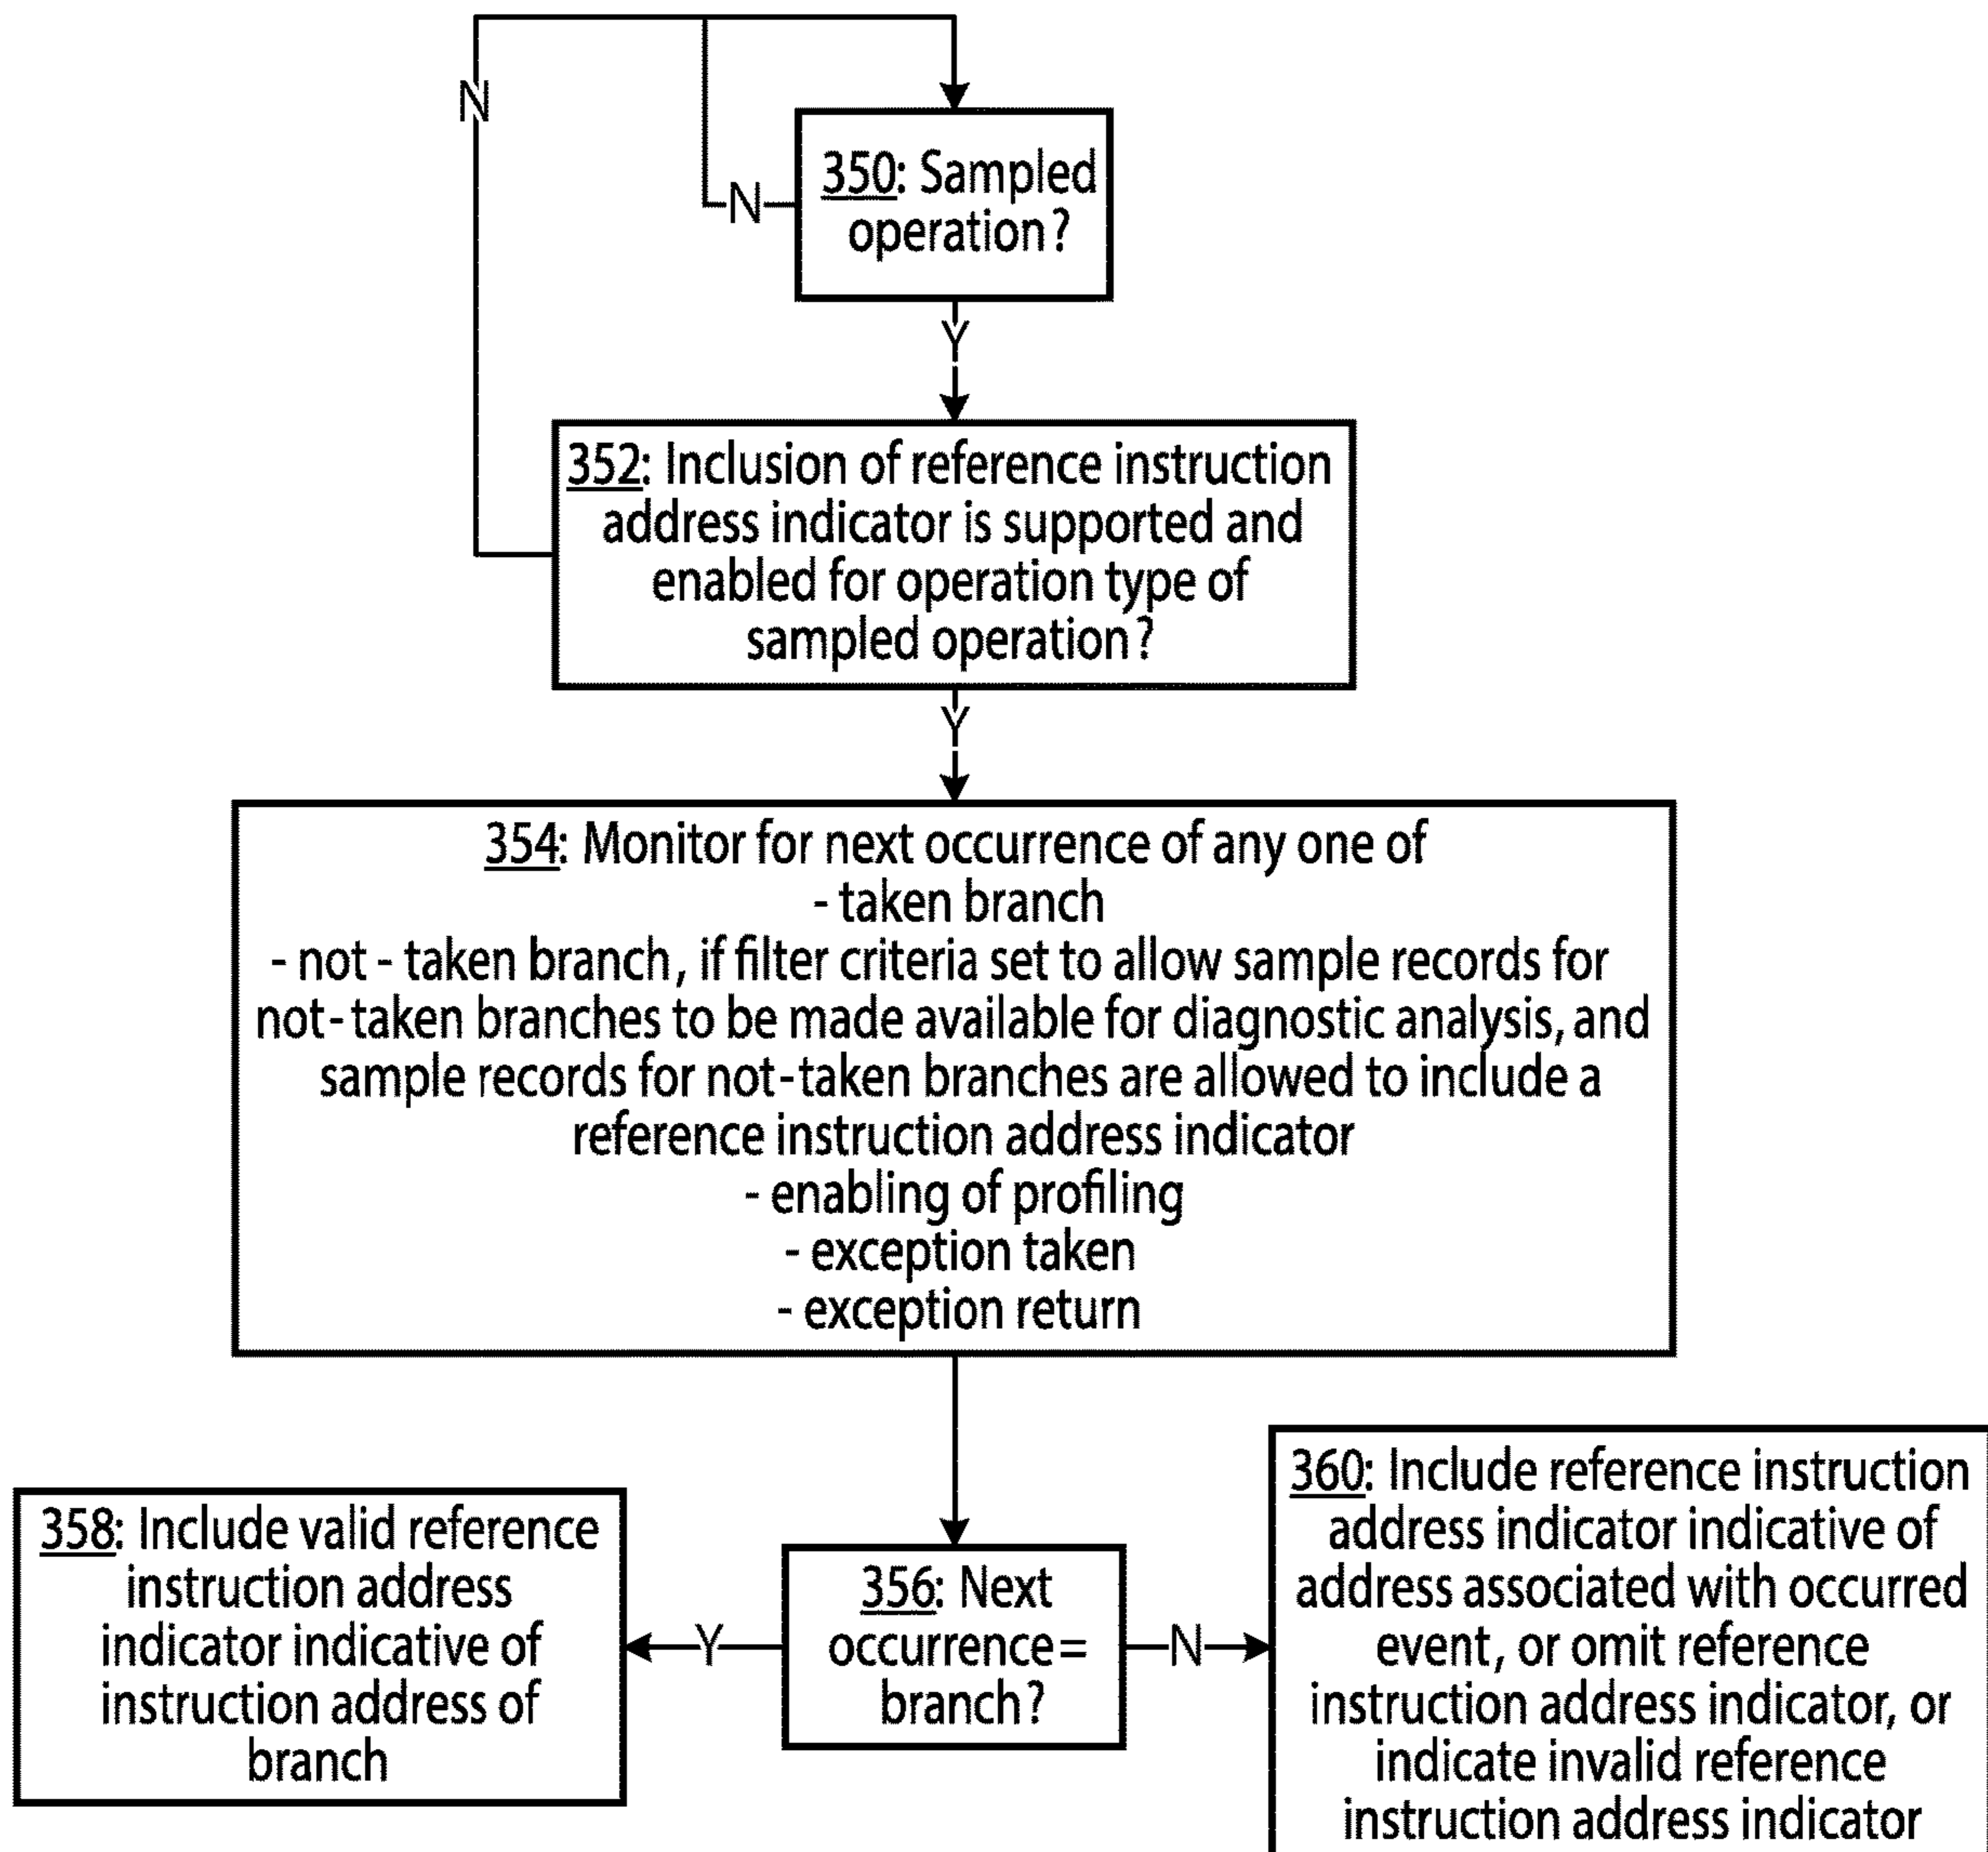 N
350: Sampled
operation?
N
Y
352: Inclusion of reference instruction
address indicator is supported and
enabled for operation type of
sampled operation?
Y
354: Monitor for next occurrence of any one of
- taken branch
- not - taken branch, if filter criteria set to allow sample records for
not-taken branches to be made available for diagnostic analysis, and
sample records for not-taken branches are allowed to include a
reference instruction address indicator
- enabling of profiling
- exception taken
- exception return
358: Include valid reference
instruction address
indicator indicative of
instruction address of
branch
Y
356: Next
occurrence=
branch?
N
360: Include reference instruction
address indicator indicative of
address associated with occurred
event, or omit reference
instruction address indicator, or
indicate invalid reference
instruction address indicator